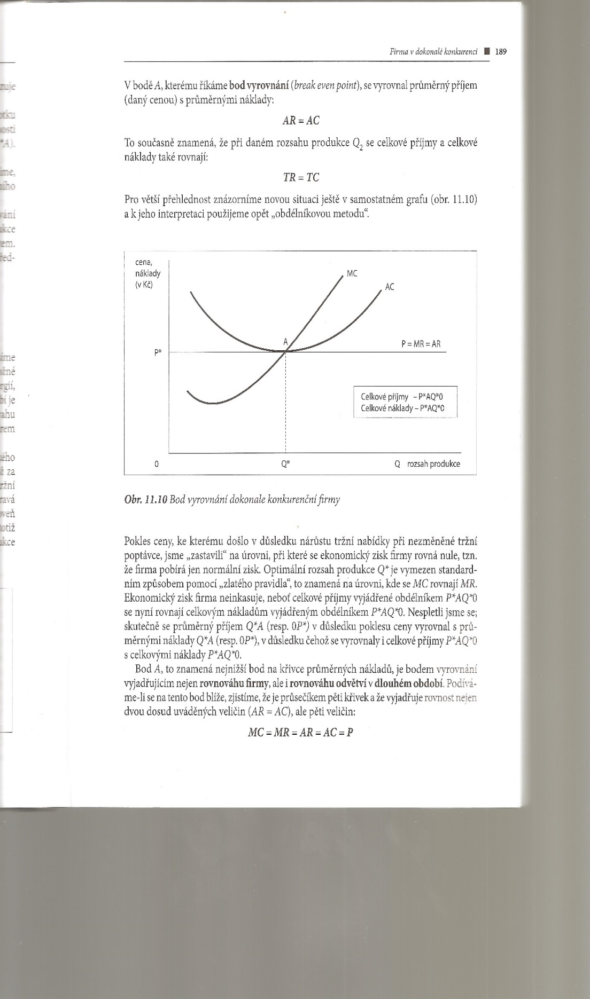 Firma v dokonalé konkurenci ■ 189
V bodě A, kterému říkáme bod vyrovnání (break even point), se vyrovnal průměrný příjem
(daný cenou) s průměrnými náklady:
AR = AC
To současně znamená, že při daném rozsahu produkce Q₂ se celkové příjmy a celkové
náklady také rovnají:
TR = TC
Pro větší přehlednost znázorníme novou situaci ještě v samostatném grafu (obr. 11.10)
a k jeho interpretaci použijeme opět „obdélníkovou metodu“.
cena,
náklady
(v Kč)
MC
AC
A
P = MR = AR
P*
Celkové příjmy – P*AQ*0
Celkové náklady – P*AQ*0
0
Q*
Q rozsah produkce
Obr. 11.10 Bod vyrovnání dokonale konkurenční firmy
Pokles ceny, ke kterému došlo v důsledku nárůstu tržní nabídky při nezměněné tržní
poptávce, jsme „zastavili“ na úrovni, při které se ekonomický zisk firmy rovná nule, tzn.
že firma pobírá jen normální zisk. Optimální rozsah produkce Q* je vymezen standard-
ním způsobem pomocí „zlatého pravidla“, to znamená na úrovni, kde se MC rovnají MR.
Ekonomický zisk firma neinkasuje, neboť celkové příjmy vyjádřené obdélníkem P*AQ*0
se nyní rovnají celkovým nákladům vyjádřeným obdélníkem P*AQ*0. Nespletli jsme se;
skutečně se průměrný příjem Q*A (resp. 0P*) v důsledku poklesu ceny vyrovnal s prů-
měrnými náklady Q*A (resp. 0P*), v důsledku čehož se vyrovnaly i celkové příjmy P*AQ*0
s celkovými náklady P*AQ*0.
Bod A, to znamená nejnižší bod na křivce průměrných nákladů, je bodem vyrovnání
vyjadřujícím nejen rovnováhu firmy, ale i rovnováhu odvětví v dlouhém období. Podívá-
me-li se na tento bod blíže, zjistíme, že je průsečíkem pěti křivek a že vyjadřuje rovnost nejen
dvou dosud uváděných veličin (AR = AC), ale pěti veličin:
MC = MR = AR = AC = P